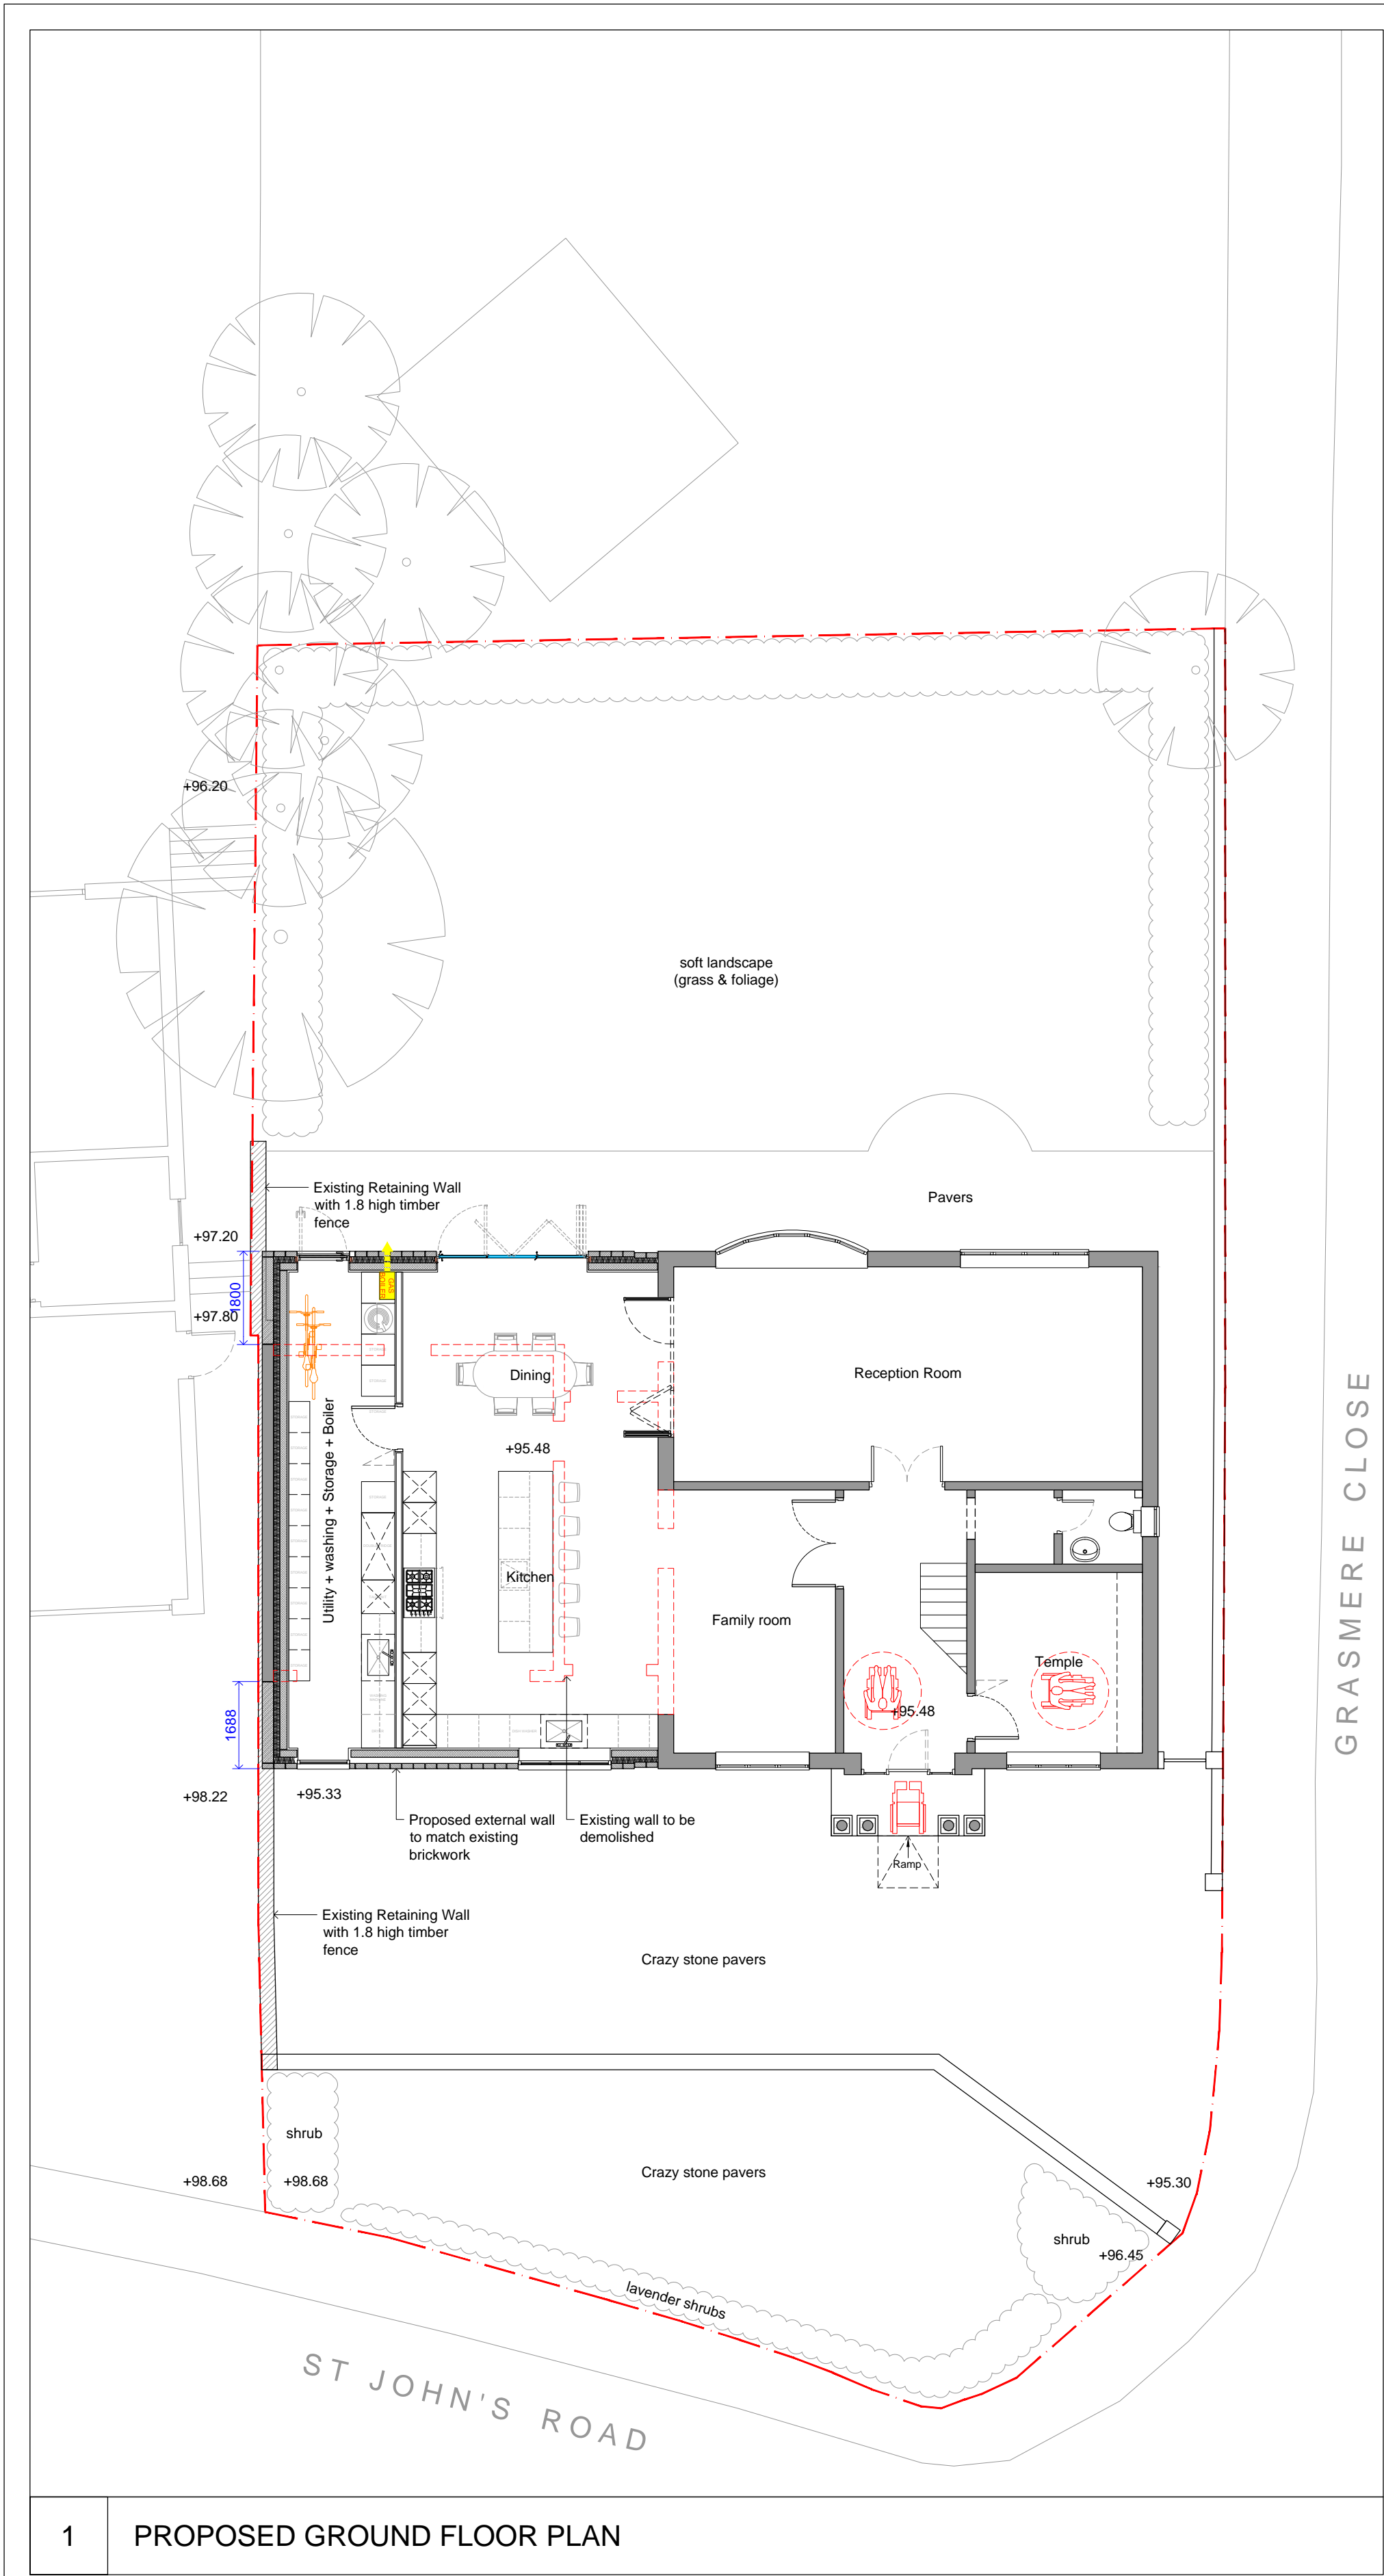 +96.20
soft landscape
(grass & foliage)
Existing Retaining Wall
with 1.8 high timber
fence
Pavers
+97.20
1800
+97.80
GAS
BOILER
Dining
Reception Room
+95.48
Utility + washing + Storage + Boiler
Kitchen
Family room
Temple
+95.48
1688
+98.22
+95.33
Proposed external wall
to match existing
brickwork
Existing wall to be
demolished
Ramp
Existing Retaining Wall
with 1.8 high timber
fence
Crazy stone pavers
GRASMERE CLOSE
shrub
+98.68
+98.68
Crazy stone pavers
+95.30
shrub
+96.45
lavender shrubs
ST JOHN'S ROAD
1
PROPOSED GROUND FLOOR PLAN